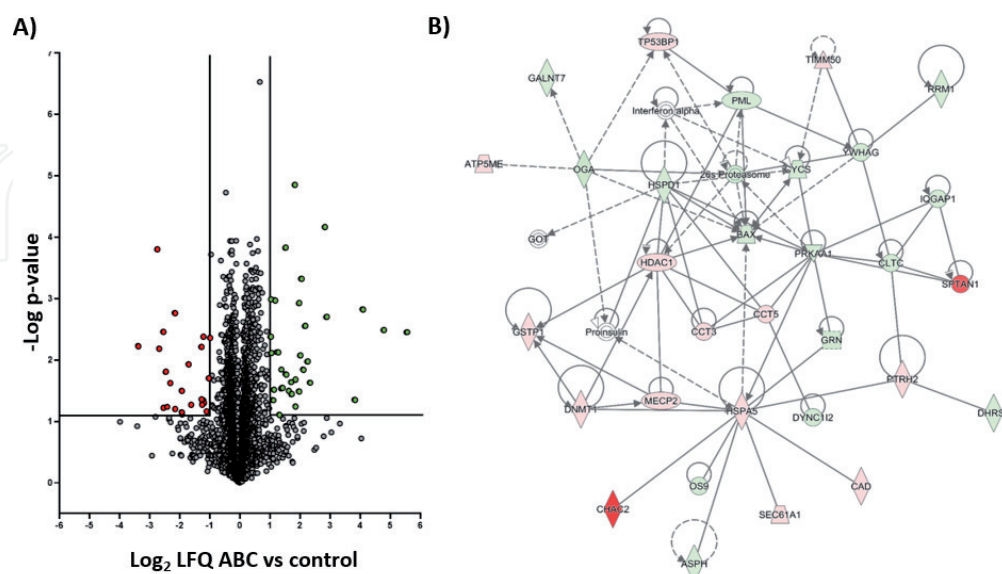 A)
B)
7
6
5
4
3
2
1
0
-6 -5 -4 -3 -2 -1 0 1 2 3 4 5 6
-Log p-value
Log₂ LFQ ABC vs control
TP53BP1
TIMM50
GALNT7
RRM1
PML
Interferon alpha
YWHAG
ATP5ME
OGA
26s Proteasome
CYCS
HSPD1
IQGAP1
BAX
GOT
PRKAA1
HDAC1
CLTC
SPTAN1
CCT5
GSTP1
Proinsulin
CCT3
GRN
PTRH2
DNMT1
MECP2
HSPA5
DYNC1I2
DHRS
OS9
CAD
CHAC2
SEC61A1
ASPH